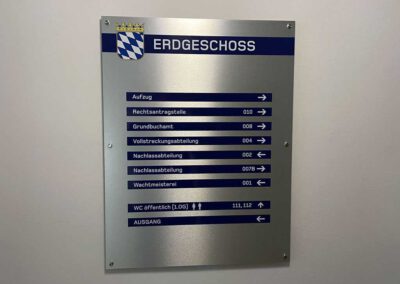 ERDGESCHOSS
Aufzug →
Rechtsantragstelle 010 →
Grundbuchamt 008 →
Vollstreckungsabteilung 004 →
Nachlassabteilung 002 ←
Nachlassabteilung 007B →
Wachtmeisterei 001 ←
WC öffentlich [1.OG] 111, 112 ↑
AUSGANG ←